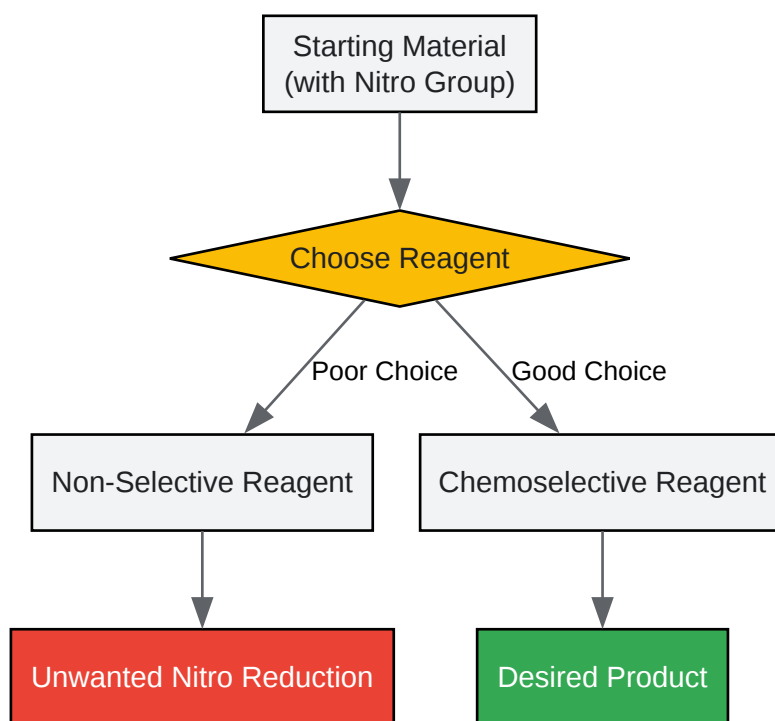 Starting Material
(with Nitro Group)
Choose Reagent
Poor Choice
Good Choice
Non-Selective Reagent
Chemoselective Reagent
Unwanted Nitro Reduction
Desired Product